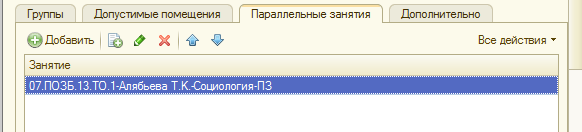 Группы Допустимые помещения Параллельные занятия Дополнительно
Добавить Все действия
Занятие
07.ПОЗБ.13.ТО.1-Алябьева Т.К.-Социология-ПЗ